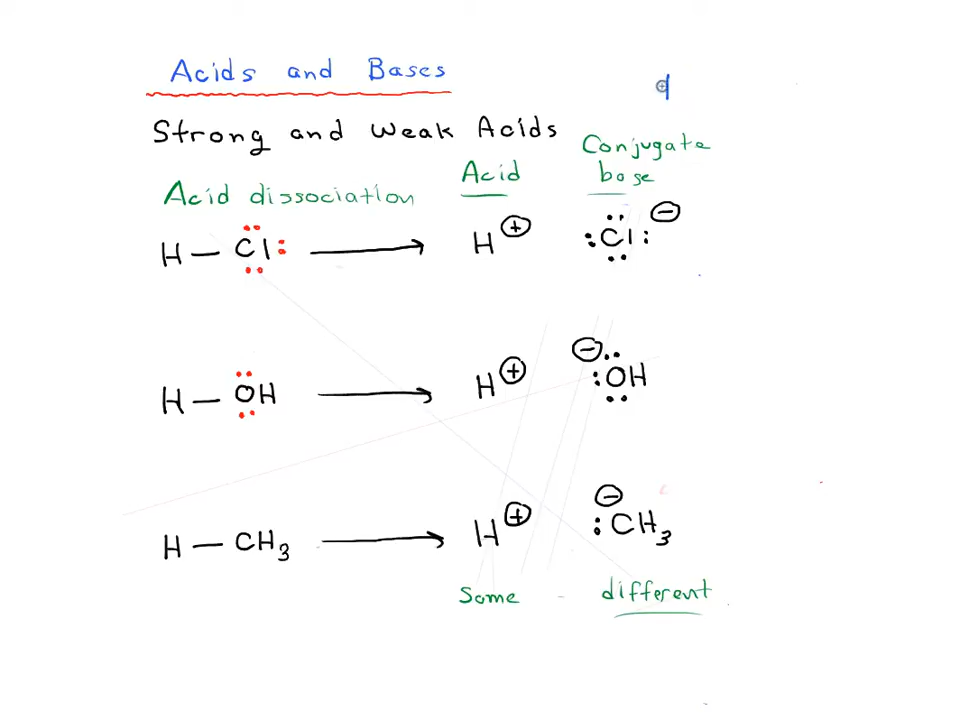 Acids and Bases
Strong and Weak Acids
Conjugate
Acid dissociation Acid base
H — Cl → H ⊕ Cl ⊖
H — OH → H ⊕ ⊖ OH
H — CH3 → H ⊕ ⊖ CH3
Same different